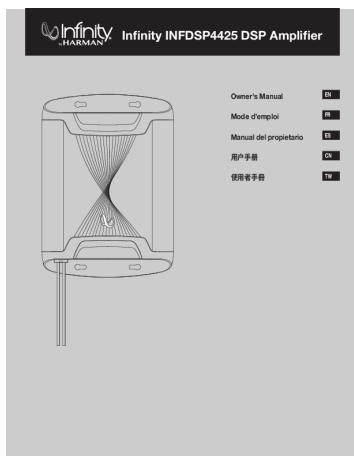 Infinity
by HARMAN
Infinity INFDSP4425 DSP Amplifier
Owner's Manual EN
Mode d'emploi FR
Manual del propietario ES
用户手册 CN
使用者手冊 TW